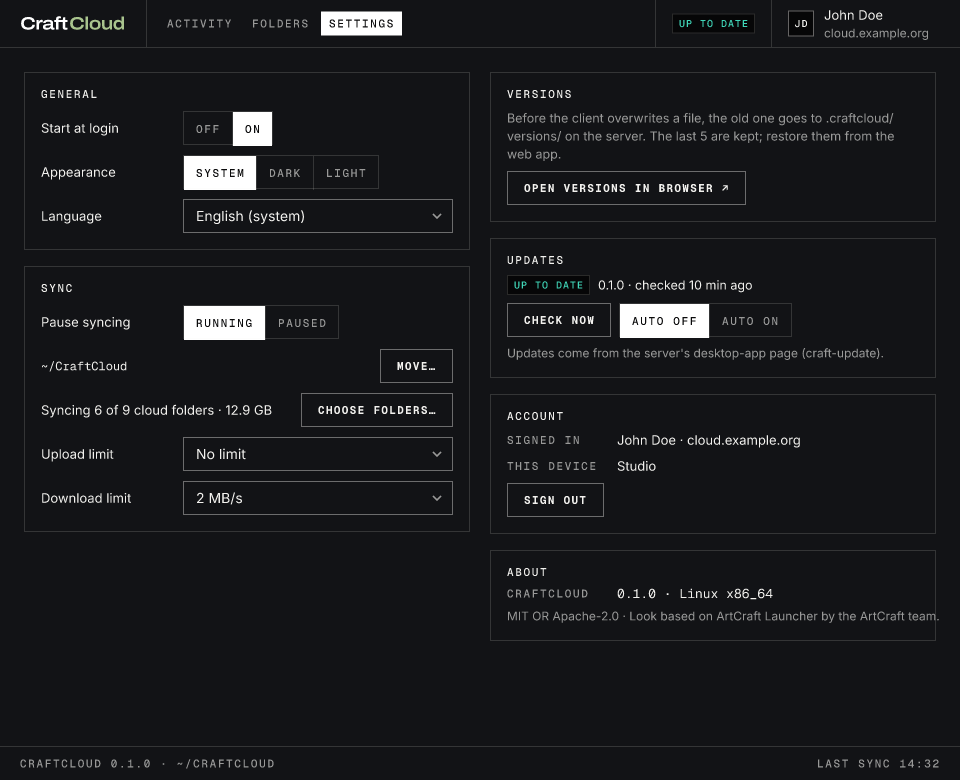 CraftCloud
ACTIVITY FOLDERS SETTINGS
UP TO DATE
JD
John Doe
cloud.example.org
GENERAL
Start at login
OFF ON
Appearance
SYSTEM DARK LIGHT
Language
English (system)
SYNC
Pause syncing
RUNNING PAUSED
~/CraftCloud
MOVE…
Syncing 6 of 9 cloud folders · 12.9 GB
CHOOSE FOLDERS…
Upload limit
No limit
Download limit
2 MB/s
VERSIONS
Before the client overwrites a file, the old one goes to .craftcloud/
versions/ on the server. The last 5 are kept; restore them from the
web app.
OPEN VERSIONS IN BROWSER ↗
UPDATES
UP TO DATE 0.1.0 · checked 10 min ago
CHECK NOW AUTO OFF AUTO ON
Updates come from the server's desktop-app page (craft-update).
ACCOUNT
SIGNED IN John Doe · cloud.example.org
THIS DEVICE Studio
SIGN OUT
ABOUT
CRAFTCLOUD 0.1.0 · Linux x86_64
MIT OR Apache-2.0 · Look based on ArtCraft Launcher by the ArtCraft team.
CRAFTCLOUD 0.1.0 · ~/CRAFTCLOUD
LAST SYNC 14:32